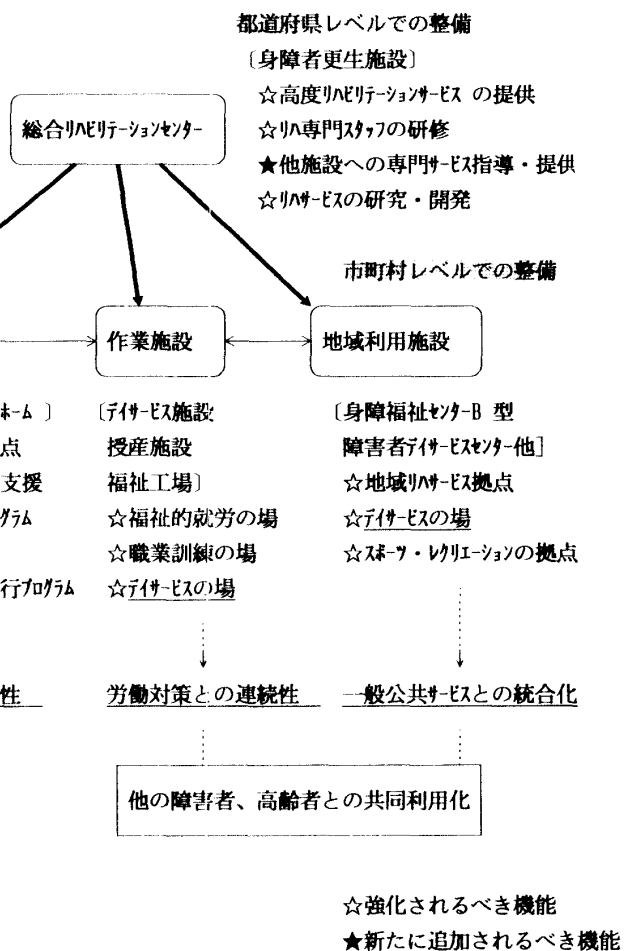 都道府県レベルでの整備
〔身障者更生施設〕
☆高度リハビリテーションサービス の提供
総合リハビリテーションセンター
☆リハ専門スタッフの研修
★他施設への専門サービス指導・提供
☆リハサービスの研究・開発
市町村レベルでの整備
作業施設
地域利用施設
ホーム 〕
点
支援
グラム
行プログラム
性
〔デイサービス施設
授産施設
福祉工場〕
☆福祉的就労の場
☆職業訓練の場
☆デイサービスの場
労働対策との連続性
〔身障福祉センターB 型
障害者デイサービスセンター他〕
☆地域リハサービス拠点
☆デイサービスの場
☆スポーツ・レクリエーションの拠点
一般公共サービスとの統合化
他の障害者、高齢者との共同利用化
☆強化されるべき機能
★新たに追加されるべき機能